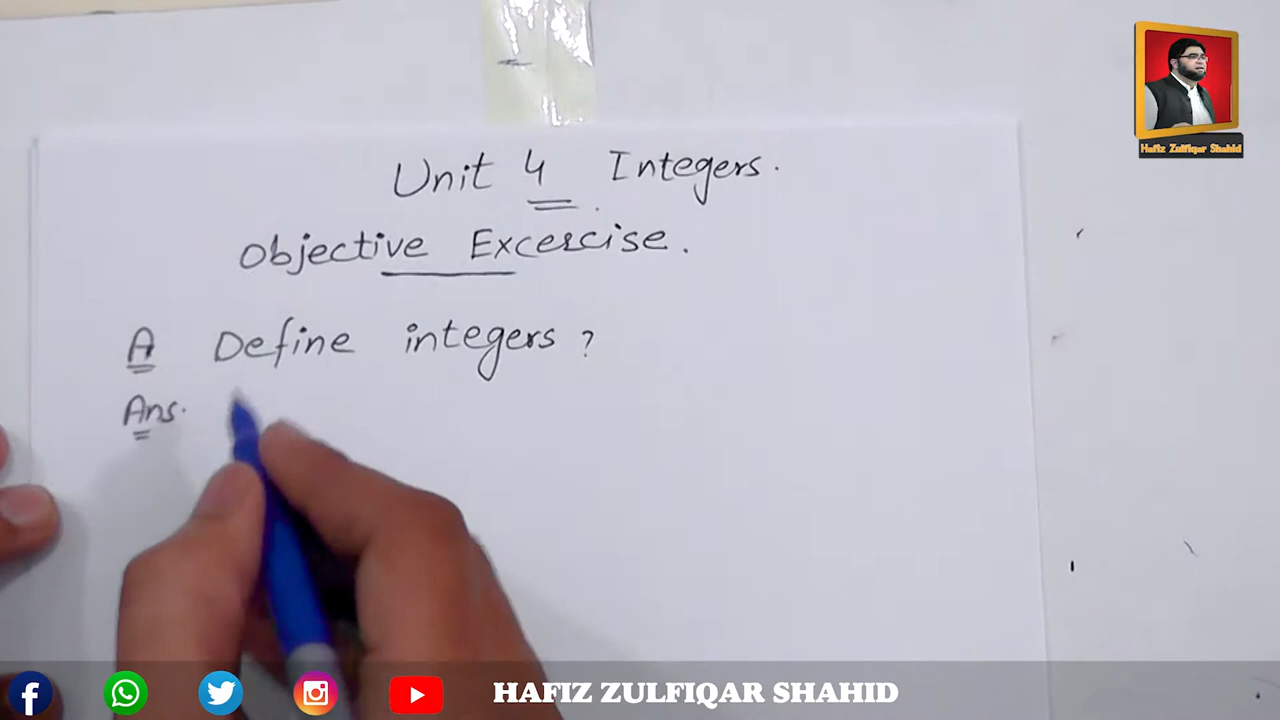 Hafiz Zulfiqar Shahid
Unit 4 Integers.
Objective Excercise.
A Define integers?
Ans.
HAFIZ ZULFIQAR SHAHID